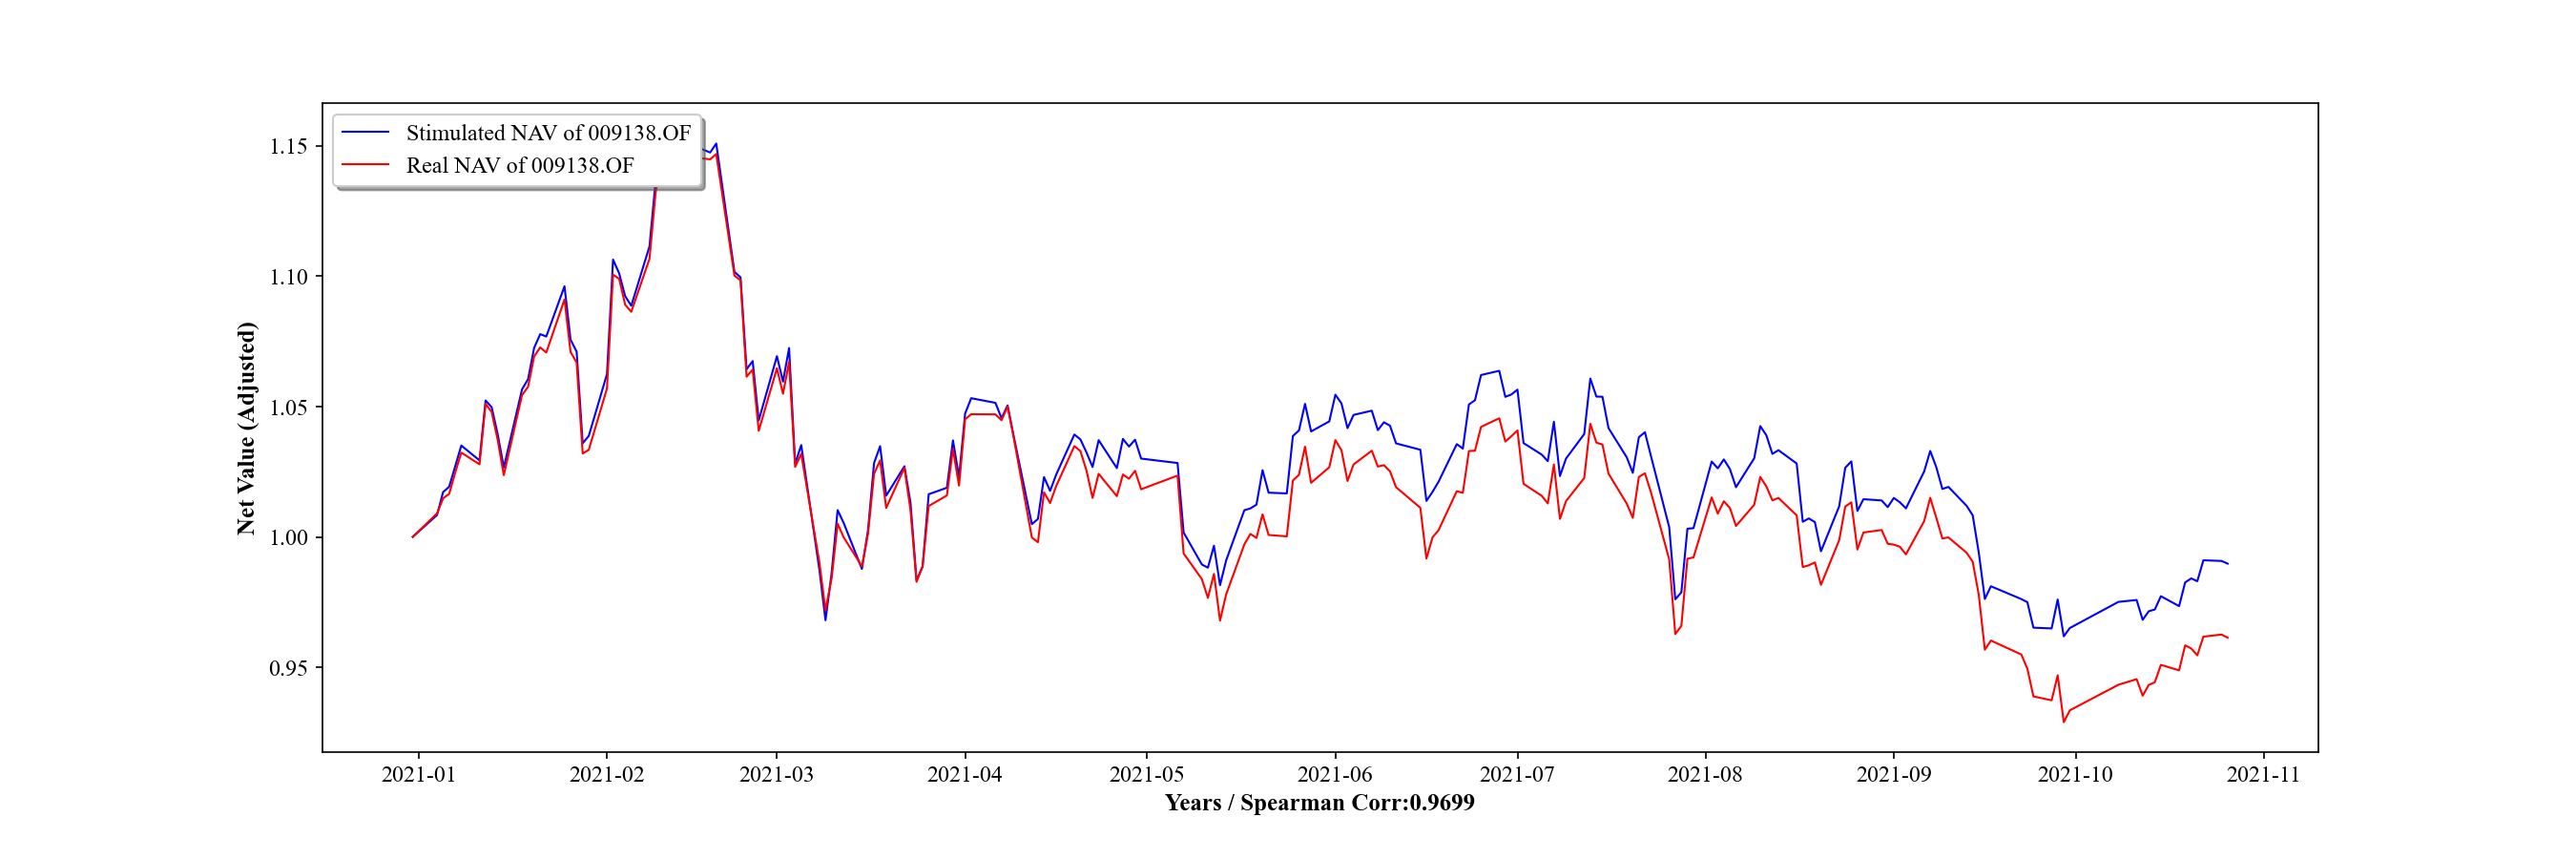 Stimulated NAV of 009138.OF
Real NAV of 009138.OF
1.15
1.10
1.05
1.00
0.95
Net Value (Adjusted)
2021-01 2021-02 2021-03 2021-04 2021-05 2021-06 2021-07 2021-08 2021-09 2021-10 2021-11
Years / Spearman Corr:0.9699